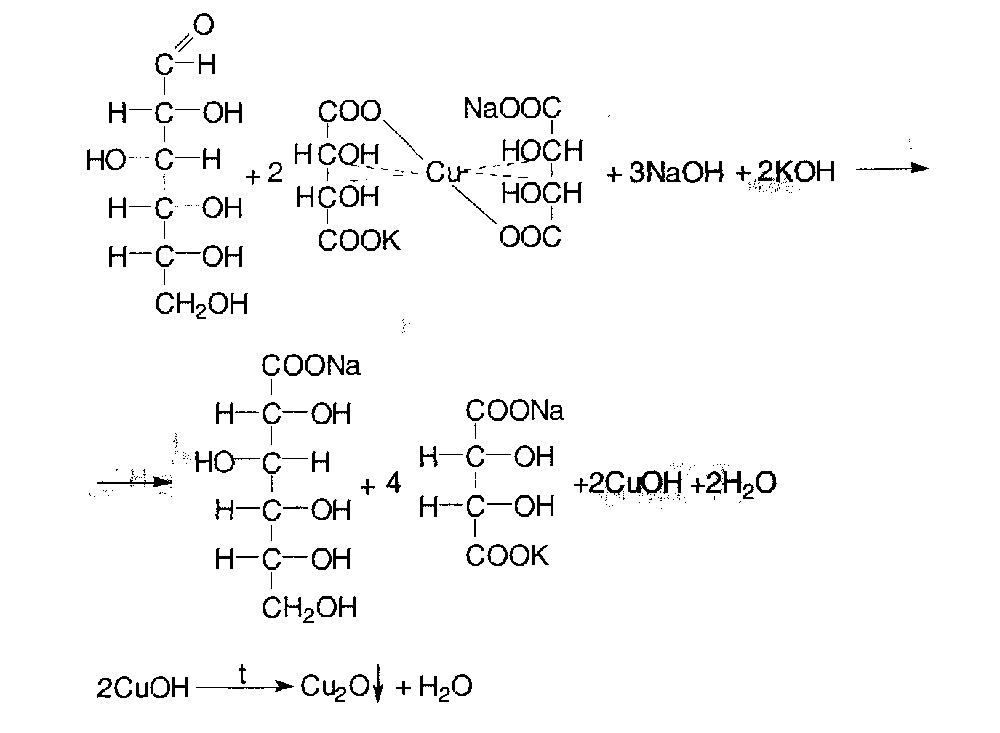 O
C–H
H–C–OH
HO–C–H
H–C–OH
H–C–OH
CH₂OH
+ 2
COO
HCOH
HCOH
COOK
Cu
NaOOC
HOCH
HOCH
OOC
+ 3NaOH + 2KOH →
→
COONa
H–C–OH
HO–C–H
H–C–OH
H–C–OH
CH₂OH
+ 4
COONa
H–C–OH
H–C–OH
COOK
+2CuOH +2H₂O
2CuOH —t→ Cu₂O↓ + H₂O